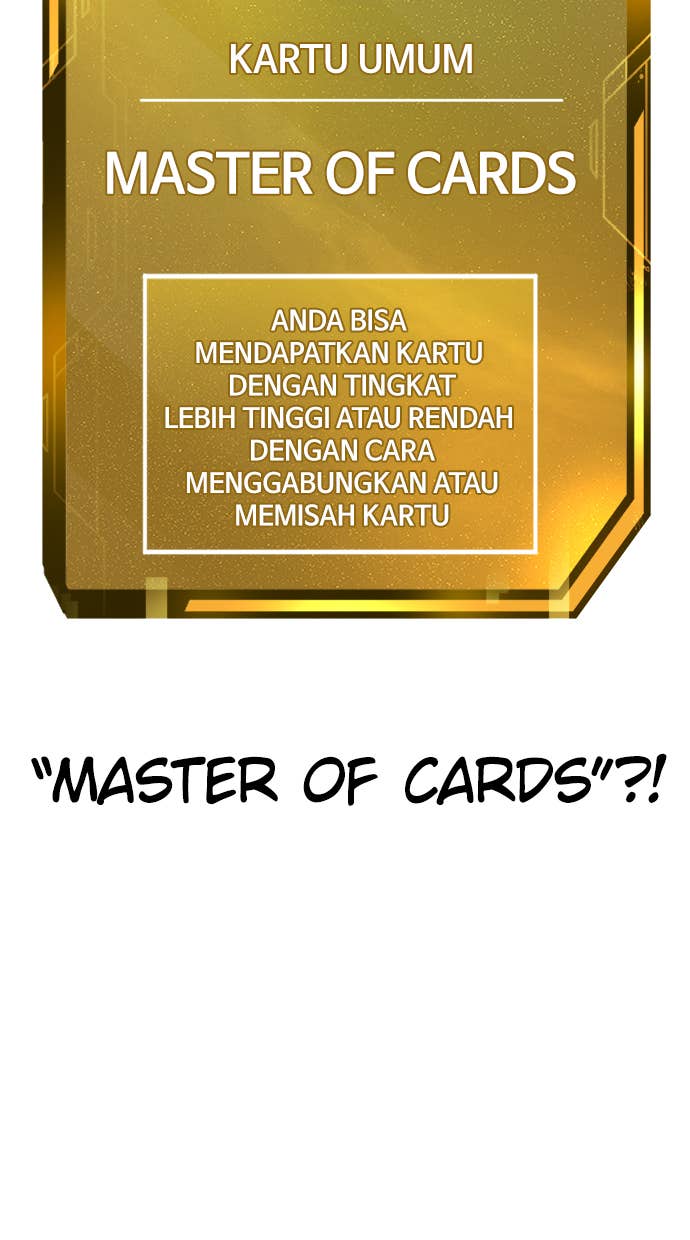 KARTU UMUM
MASTER OF CARDS
ANDA BISA
MENDAPATKAN KARTU
DENGAN TINGKAT
LEBIH TINGGI ATAU RENDAH
DENGAN CARA
MENGGABUNGKAN ATAU
MEMISAH KARTU
"MASTER OF CARDS"?!